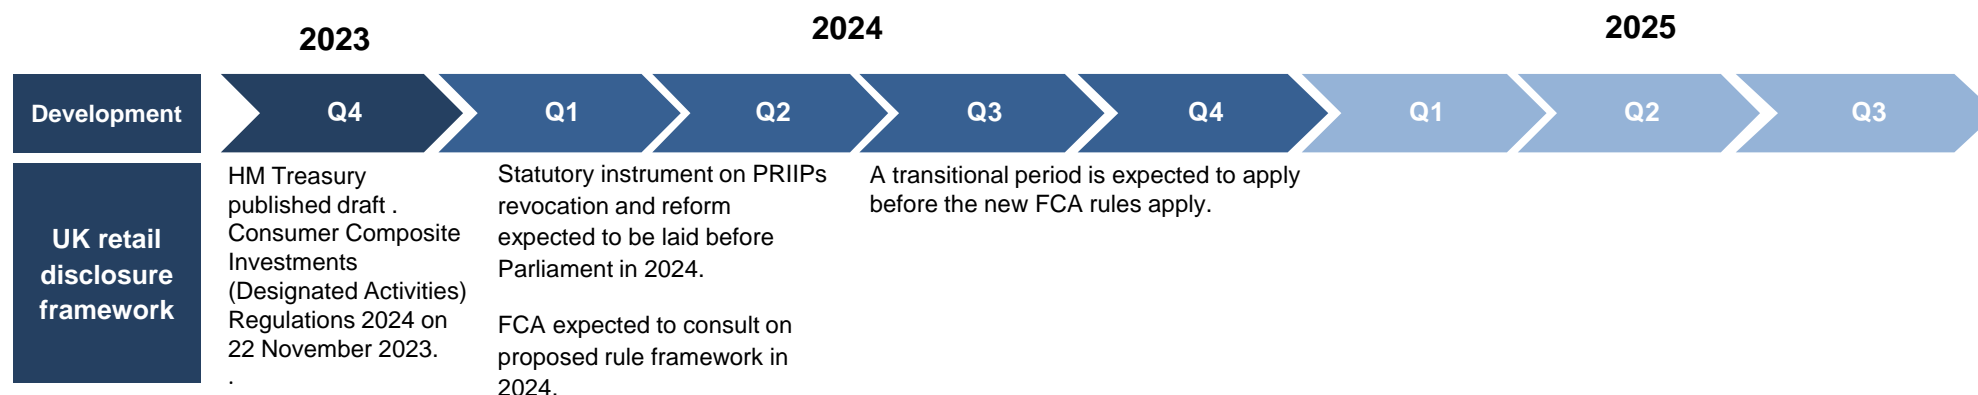 2023
2024
2025
Development
Q4
Q1
Q2
Q3
Q4
Q1
Q2
Q3
UK retail
disclosure
framework
HM Treasury
published draft .
Consumer Composite
Investments
(Designated Activities)
Regulations 2024 on
22 November 2023.
.
Statutory instrument on PRIIPs
revocation and reform
expected to be laid before
Parliament in 2024.
FCA expected to consult on
proposed rule framework in
2024.
A transitional period is expected to apply
before the new FCA rules apply.